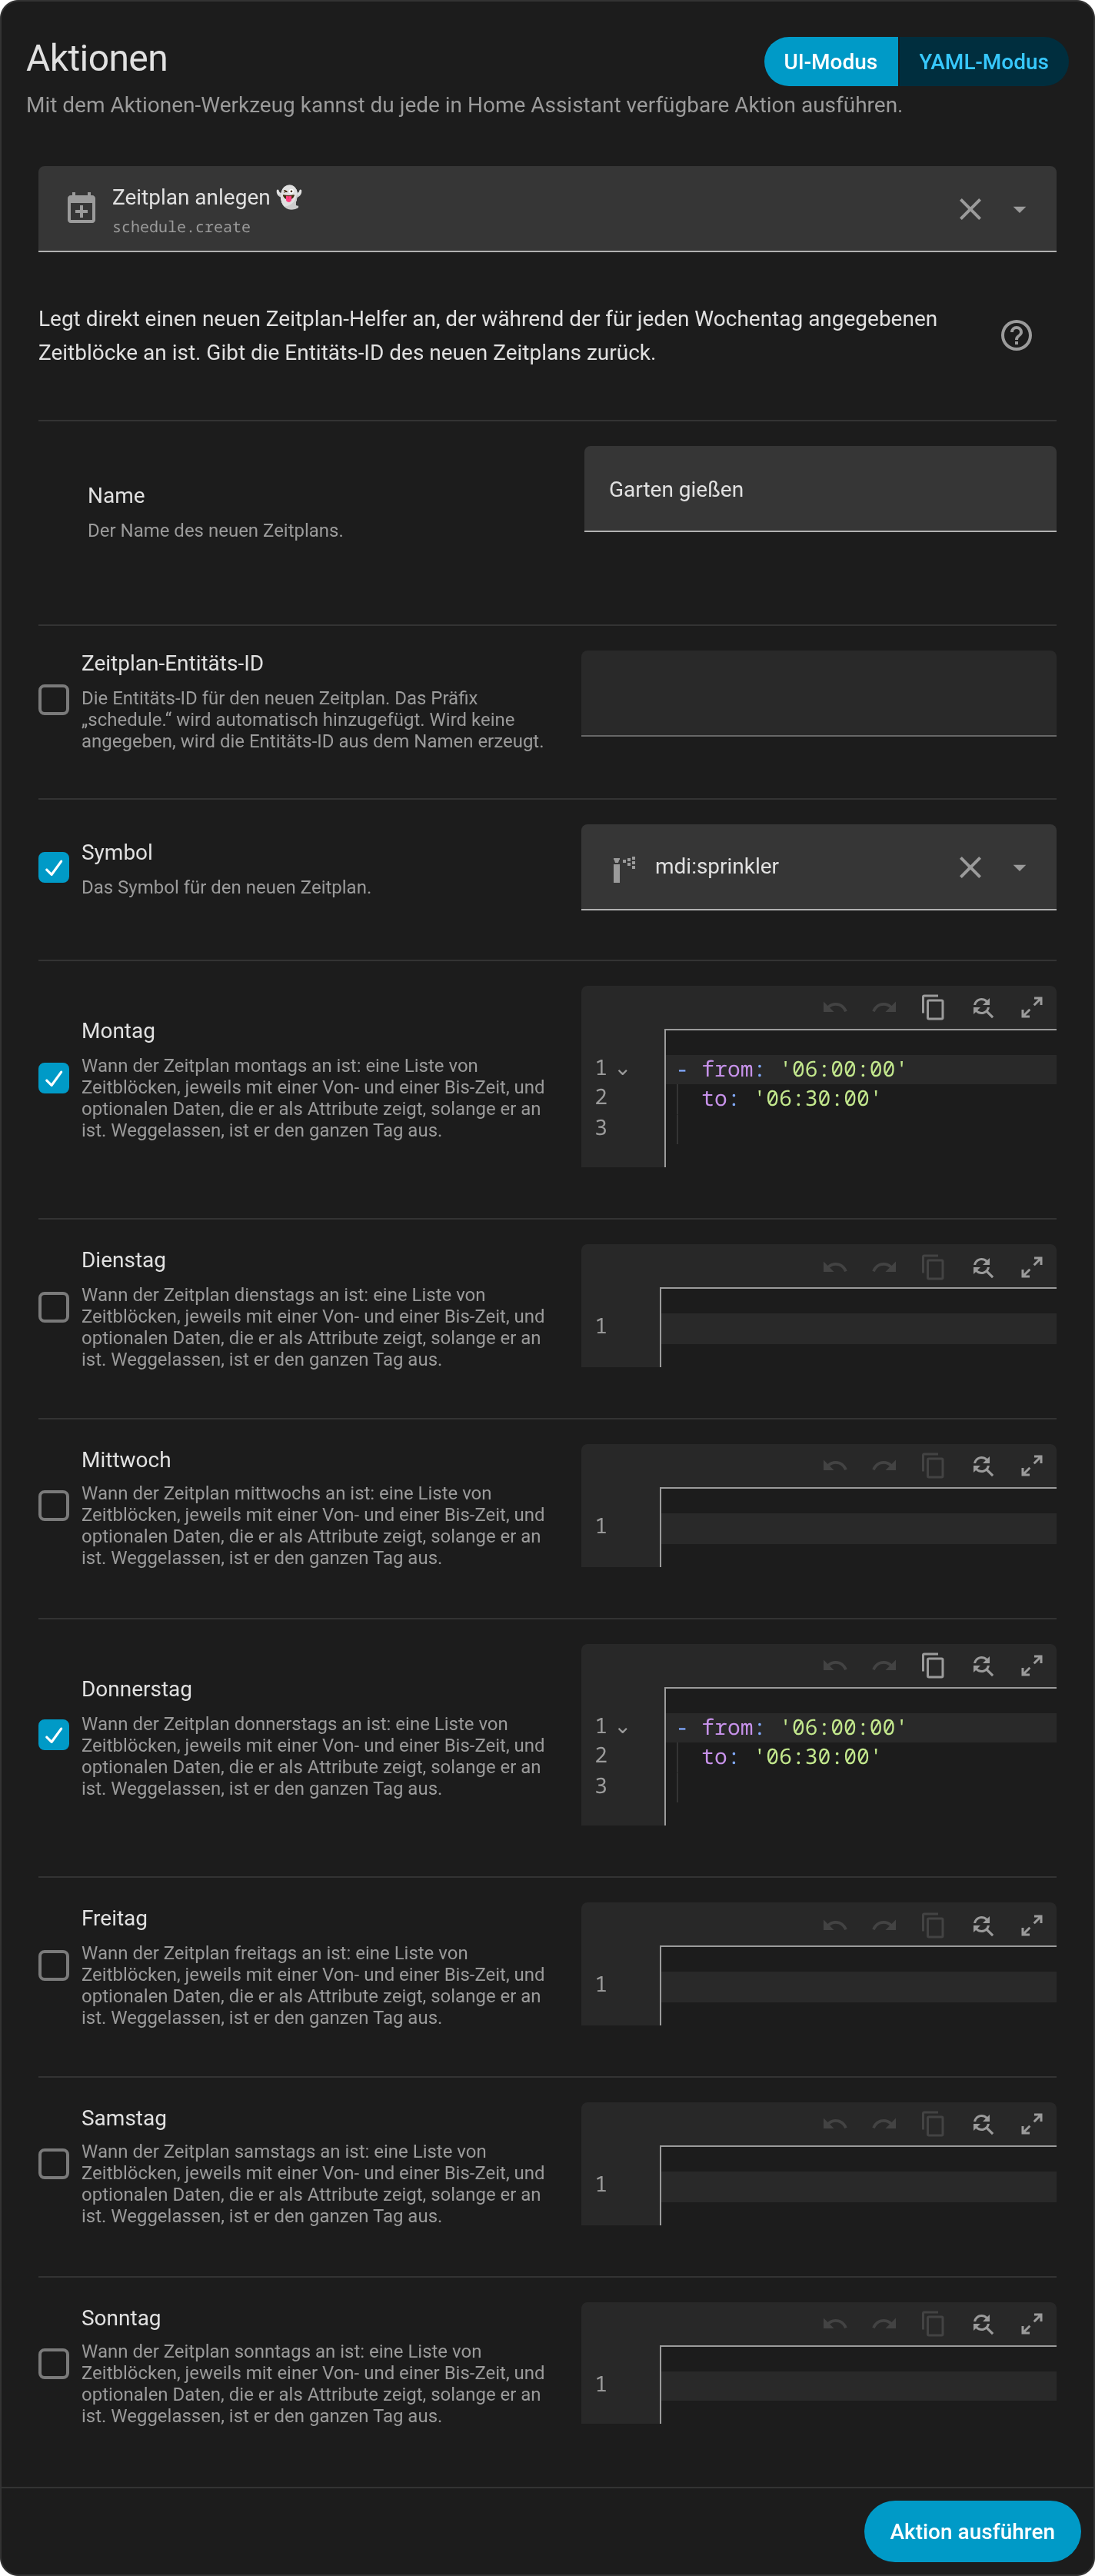 Aktionen
UI-Modus
YAML-Modus
Mit dem Aktionen-Werkzeug kannst du jede in Home Assistant verfügbare Aktion ausführen.
Zeitplan anlegen 👻
schedule.create
Legt direkt einen neuen Zeitplan-Helfer an, der während der für jeden Wochentag angegebenen
Zeitblöcke an ist. Gibt die Entitäts-ID des neuen Zeitplans zurück.
Name
Der Name des neuen Zeitplans.
Garten gießen
Zeitplan-Entitäts-ID
Die Entitäts-ID für den neuen Zeitplan. Das Präfix
„schedule.“ wird automatisch hinzugefügt. Wird keine
angegeben, wird die Entitäts-ID aus dem Namen erzeugt.
Symbol
Das Symbol für den neuen Zeitplan.
mdi:sprinkler
Montag
Wann der Zeitplan montags an ist: eine Liste von
Zeitblöcken, jeweils mit einer Von- und einer Bis-Zeit, und
optionalen Daten, die er als Attribute zeigt, solange er an
ist. Weggelassen, ist er den ganzen Tag aus.
1 - from: '06:00:00'
2 to: '06:30:00'
3
Dienstag
Wann der Zeitplan dienstags an ist: eine Liste von
Zeitblöcken, jeweils mit einer Von- und einer Bis-Zeit, und
optionalen Daten, die er als Attribute zeigt, solange er an
ist. Weggelassen, ist er den ganzen Tag aus.
1
Mittwoch
Wann der Zeitplan mittwochs an ist: eine Liste von
Zeitblöcken, jeweils mit einer Von- und einer Bis-Zeit, und
optionalen Daten, die er als Attribute zeigt, solange er an
ist. Weggelassen, ist er den ganzen Tag aus.
1
Donnerstag
Wann der Zeitplan donnerstags an ist: eine Liste von
Zeitblöcken, jeweils mit einer Von- und einer Bis-Zeit, und
optionalen Daten, die er als Attribute zeigt, solange er an
ist. Weggelassen, ist er den ganzen Tag aus.
1 - from: '06:00:00'
2 to: '06:30:00'
3
Freitag
Wann der Zeitplan freitags an ist: eine Liste von
Zeitblöcken, jeweils mit einer Von- und einer Bis-Zeit, und
optionalen Daten, die er als Attribute zeigt, solange er an
ist. Weggelassen, ist er den ganzen Tag aus.
1
Samstag
Wann der Zeitplan samstags an ist: eine Liste von
Zeitblöcken, jeweils mit einer Von- und einer Bis-Zeit, und
optionalen Daten, die er als Attribute zeigt, solange er an
ist. Weggelassen, ist er den ganzen Tag aus.
1
Sonntag
Wann der Zeitplan sonntags an ist: eine Liste von
Zeitblöcken, jeweils mit einer Von- und einer Bis-Zeit, und
optionalen Daten, die er als Attribute zeigt, solange er an
ist. Weggelassen, ist er den ganzen Tag aus.
1
Aktion ausführen